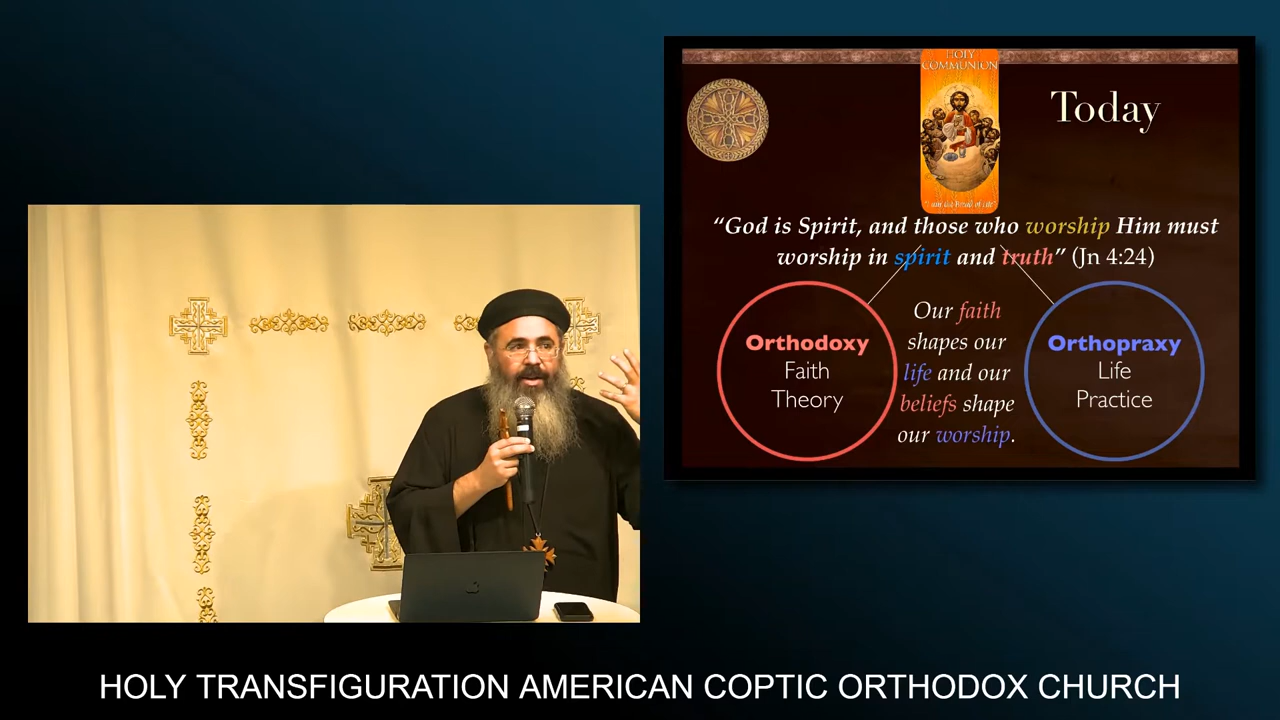 HOLY
COMMUNION
Today
“God is Spirit, and those who worship Him must
worship in spirit and truth” (Jn 4:24)
Orthodoxy
Faith
Theory
Our faith
shapes our
life and our
beliefs shape
our worship.
Orthopraxy
Life
Practice
HOLY TRANSFIGURATION AMERICAN COPTIC ORTHODOX CHURCH